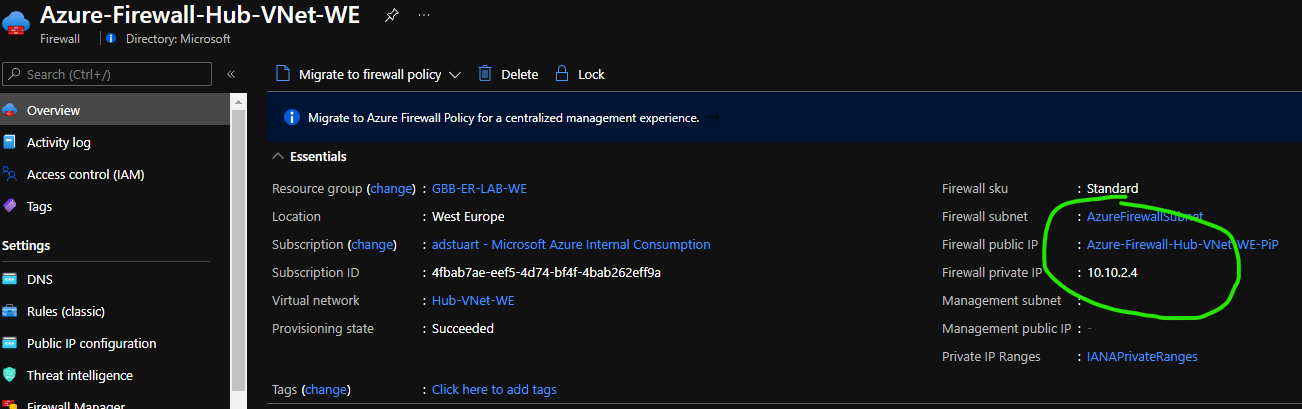 Azure-Firewall-Hub-VNet-WE
Firewall
Directory: Microsoft
Search (Ctrl+/)
«
Overview
Activity log
Access control (IAM)
Tags
Settings
DNS
Rules (classic)
Public IP configuration
Threat intelligence
Firewall Manager
Migrate to firewall policy
Delete
Lock
Migrate to Azure Firewall Policy for a centralized management experience. →
Essentials
Resource group (change) : GBB-ER-LAB-WE
Location : West Europe
Subscription (change) : adstuart - Microsoft Azure Internal Consumption
Subscription ID : 4fbab7ae-eef5-4d74-bf4f-4bab262eff9a
Virtual network : Hub-VNet-WE
Provisioning state : Succeeded
Tags (change) : Click here to add tags
Firewall sku : Standard
Firewall subnet : AzureFirewallSubnet
Firewall public IP : Azure-Firewall-Hub-VNet-WE-PiP
Firewall private IP : 10.10.2.4
Management subnet :
Management public IP : -
Private IP Ranges : IANAPrivateRanges